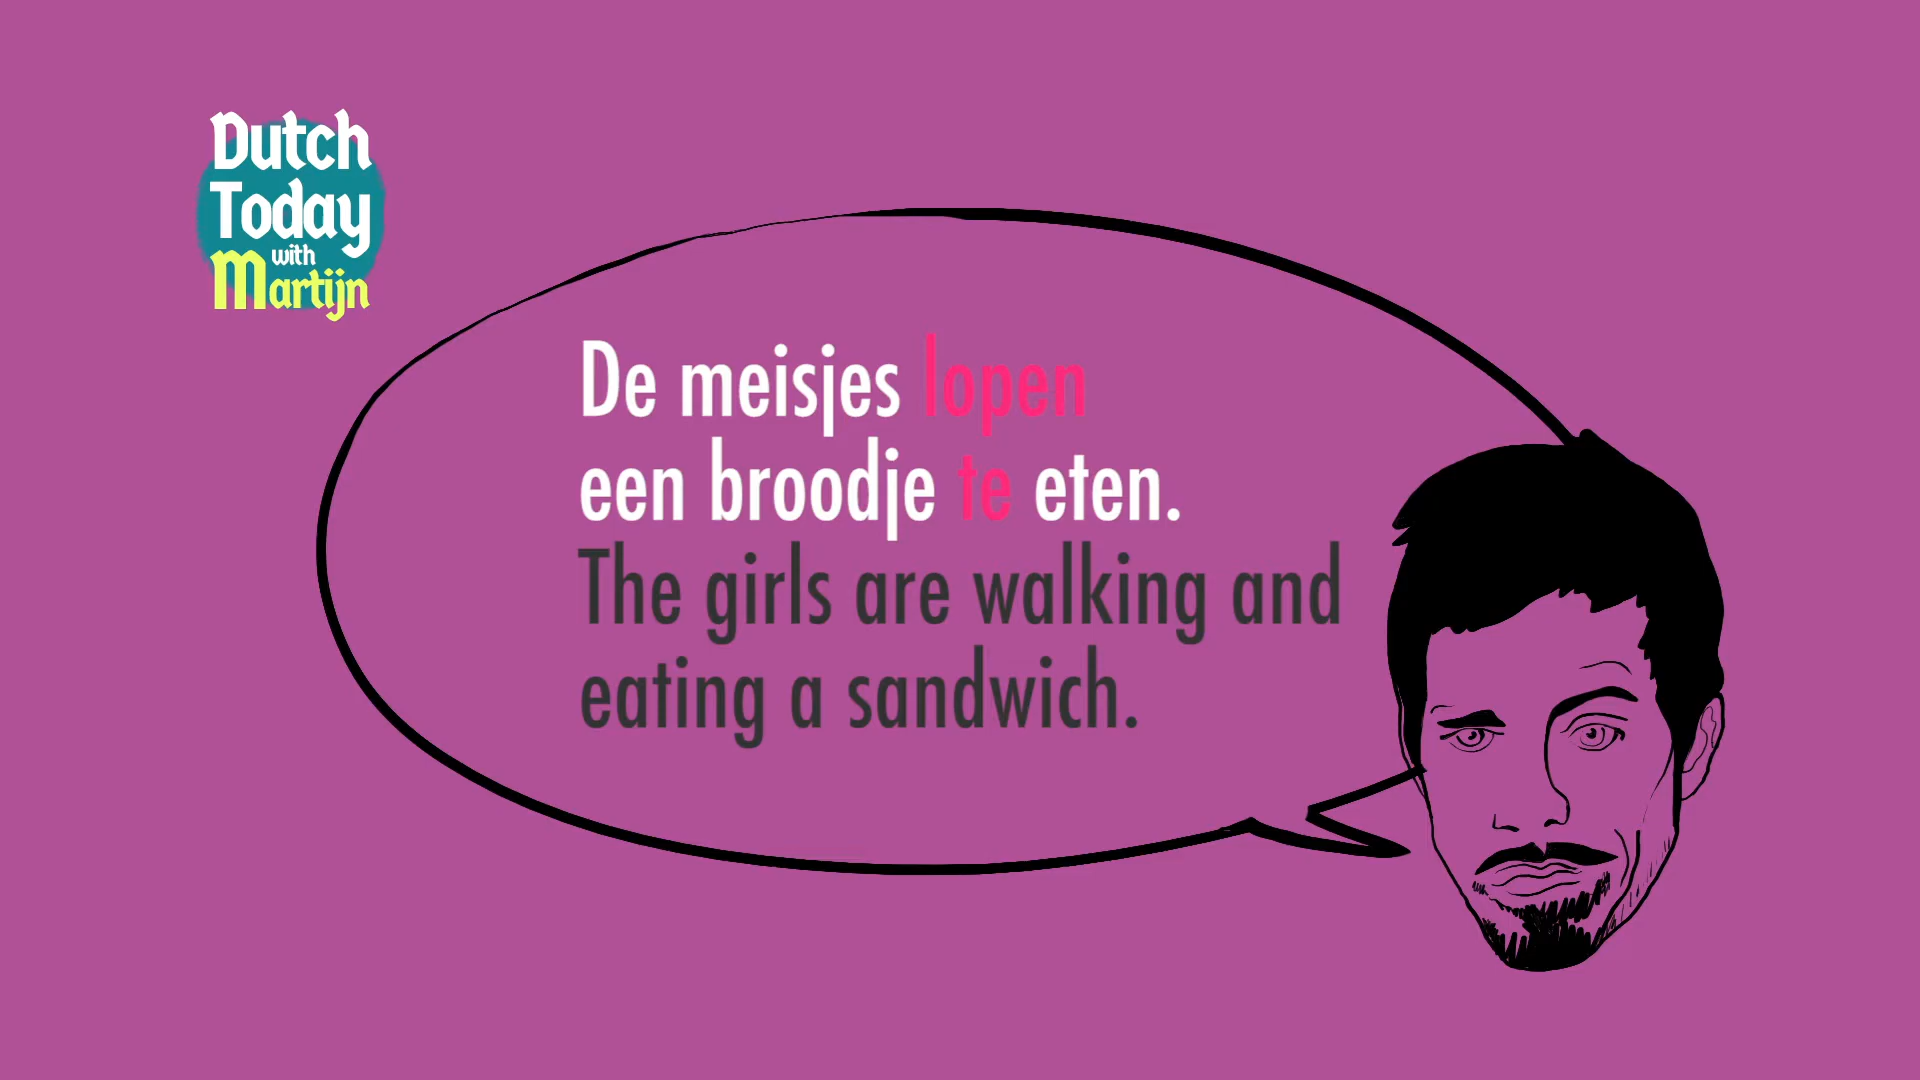 Dutch
Today
with
Martijn
De meisjes lopen
een broodje te eten.
The girls are walking and
eating a sandwich.